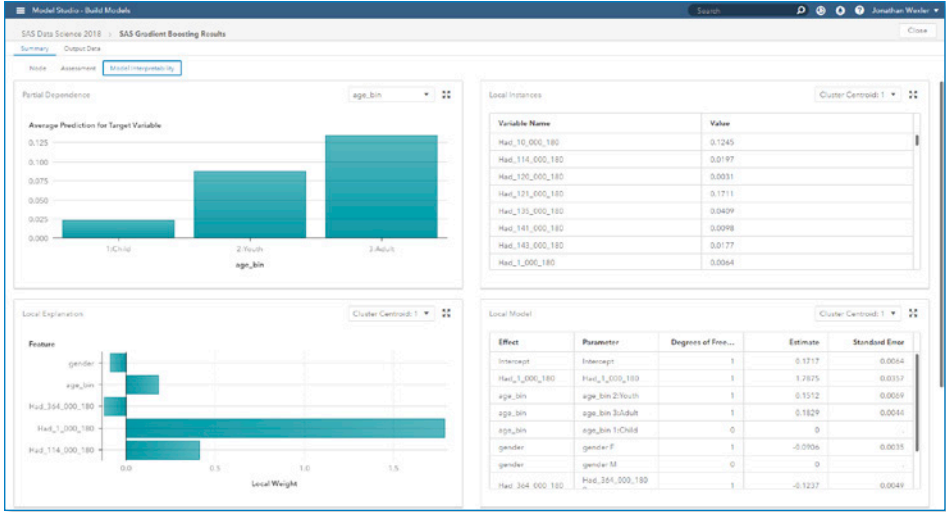 Model Studio - Build Models
Search
Jonathan Wexler
SAS Data Science 2018 > SAS Gradient Boosting Results
Close
Summary Output Data
Node Assessment Model Interpretability
Partial Dependence
age_bin
Average Prediction for Target Variable
0.125
0.100
0.075
0.050
0.025
0.000
1:Child 2:Youth 3:Adult
age_bin
Local Instances
Cluster Centroid: 1
Variable Name Value
Had_10_000_180 0.1245
Had_114_000_180 0.0197
Had_120_000_180 0.0031
Had_121_000_180 0.1711
Had_135_000_180 0.0409
Had_141_000_180 0.0098
Had_143_000_180 0.0177
Had_1_000_180 0.0064
Local Explanation
Cluster Centroid: 1
Feature
gender
age_bin
Had_364_000_180
Had_1_000_180
Had_114_000_180
0.0 0.5 1.0 1.5
Local Weight
Local Model
Cluster Centroid: 1
Effect Parameter Degrees of Free... Estimate Standard Error
Intercept Intercept 1 0.1717 0.0064
Had_1_000_180 Had_1_000_180 1 1.7875 0.0357
age_bin age_bin 2:Youth 1 0.1512 0.0069
age_bin age_bin 3:Adult 1 0.1829 0.0044
age_bin age_bin 1:Child 0 0 .
gender gender F 1 -0.0906 0.0035
gender gender M 0 0 .
Had_364_000_180 Had_364_000_180 1 -0.1237 0.0049